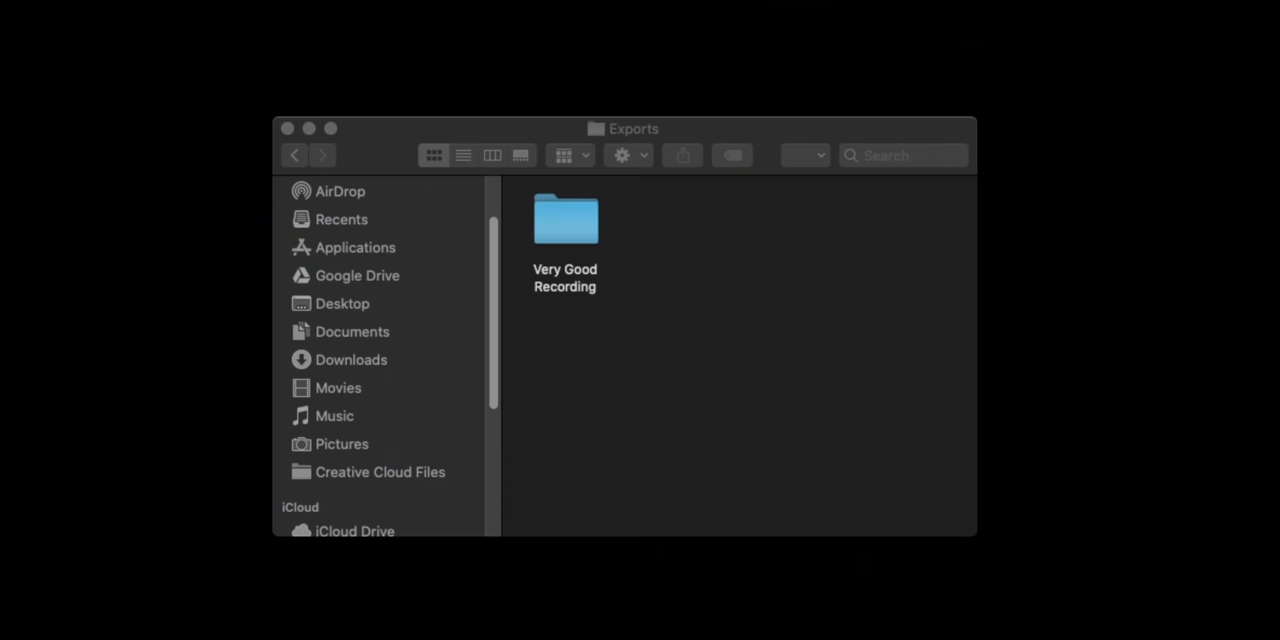 Exports
Search
AirDrop
Recents
Applications
Google Drive
Desktop
Documents
Downloads
Movies
Music
Pictures
Creative Cloud Files
iCloud
iCloud Drive
Very Good
Recording